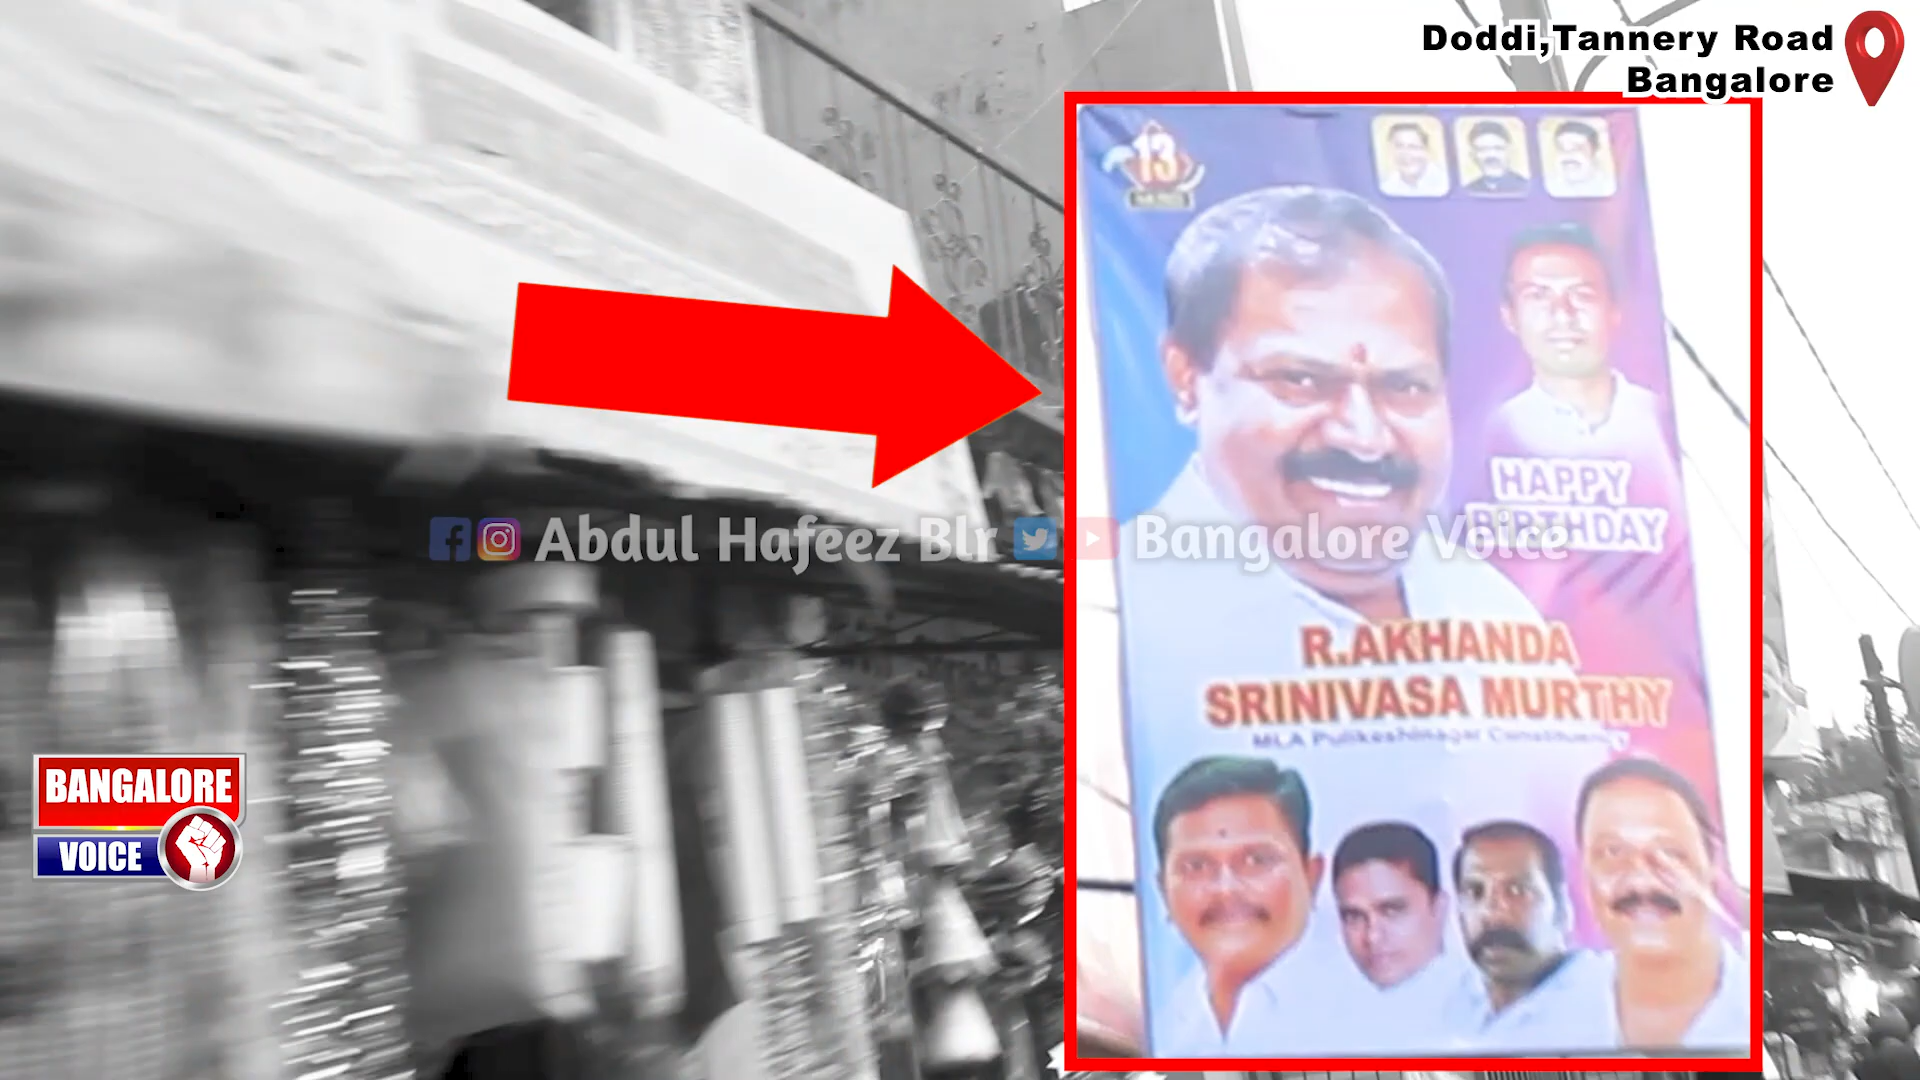 Doddi,Tannery Road
Bangalore
13
HAPPY
BIRTHDAY
Abdul Hafeez Blr
Bangalore Voice
R.AKHANDA
SRINIVASA MURTHY
MLA Pulikeshinagar Constituency
BANGALORE
VOICE